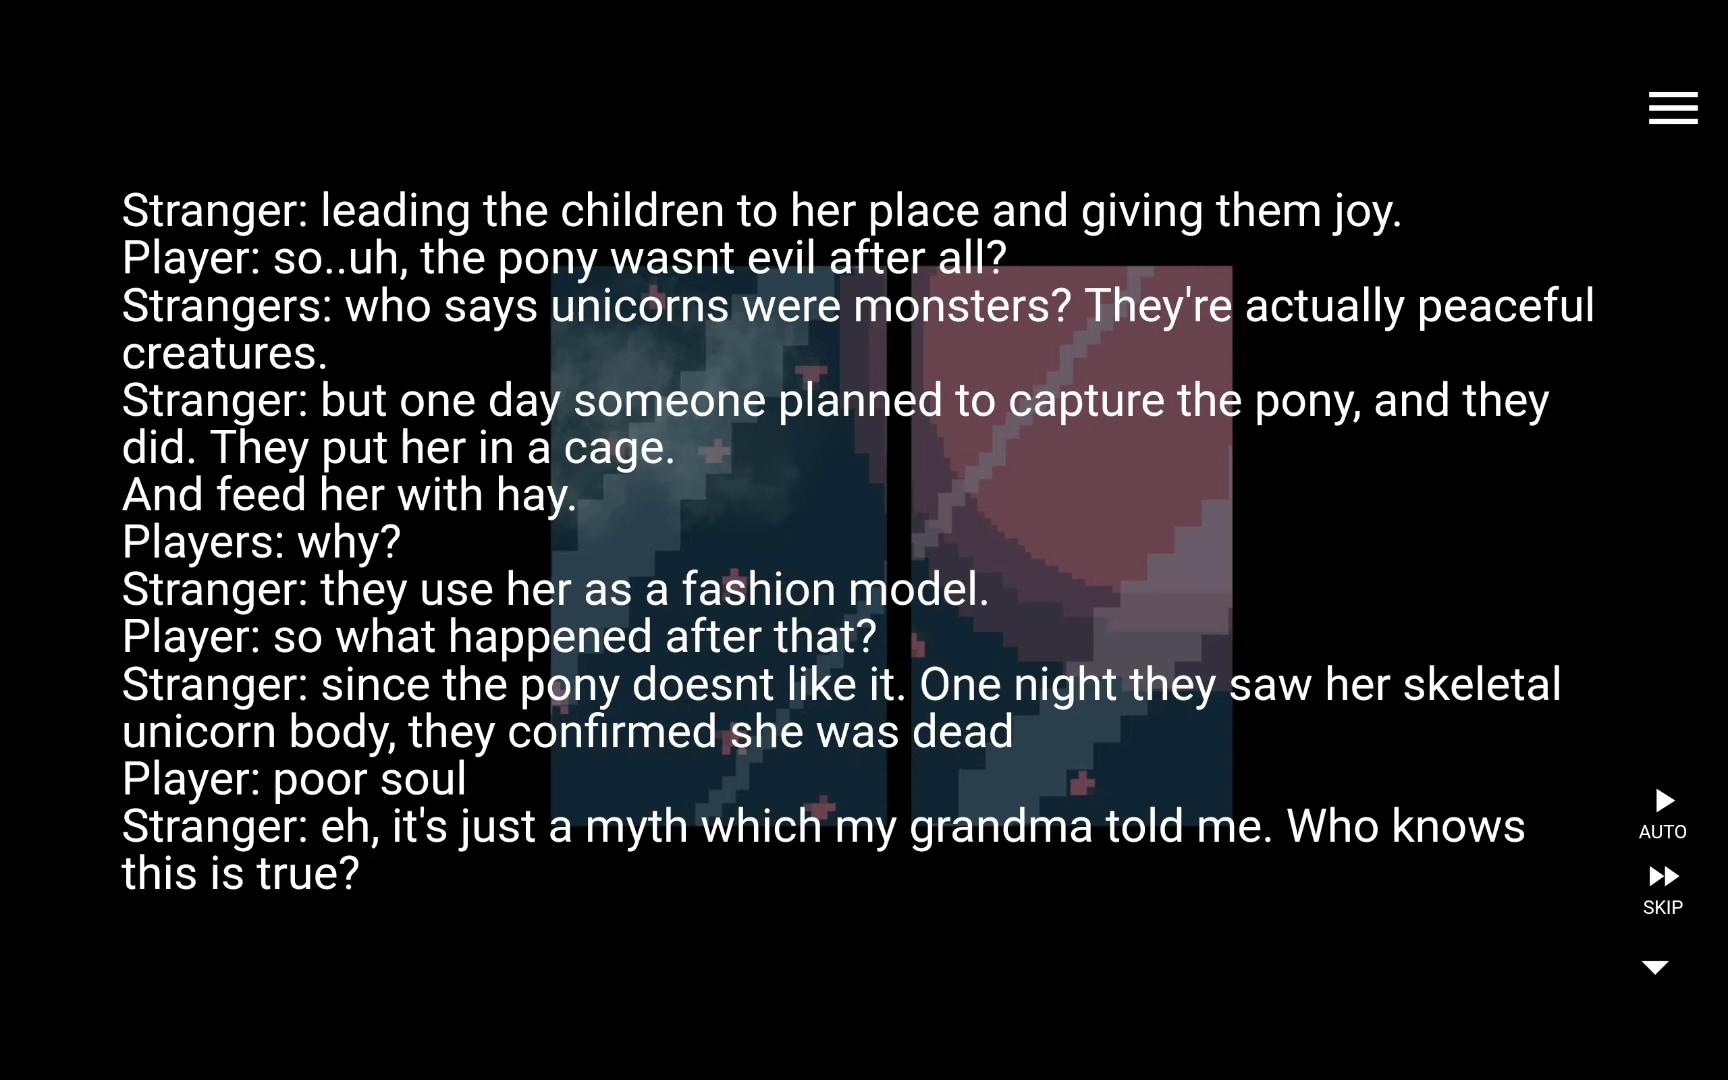 Stranger: leading the children to her place and giving them joy.
Player: so..uh, the pony wasnt evil after all?
Strangers: who says unicorns were monsters? They're actually peaceful
creatures.
Stranger: but one day someone planned to capture the pony, and they
did. They put her in a cage.
And feed her with hay.
Players: why?
Stranger: they use her as a fashion model.
Player: so what happened after that?
Stranger: since the pony doesnt like it. One night they saw her skeletal
unicorn body, they confirmed she was dead
Player: poor soul
Stranger: eh, it's just a myth which my grandma told me. Who knows
this is true?
AUTO
SKIP